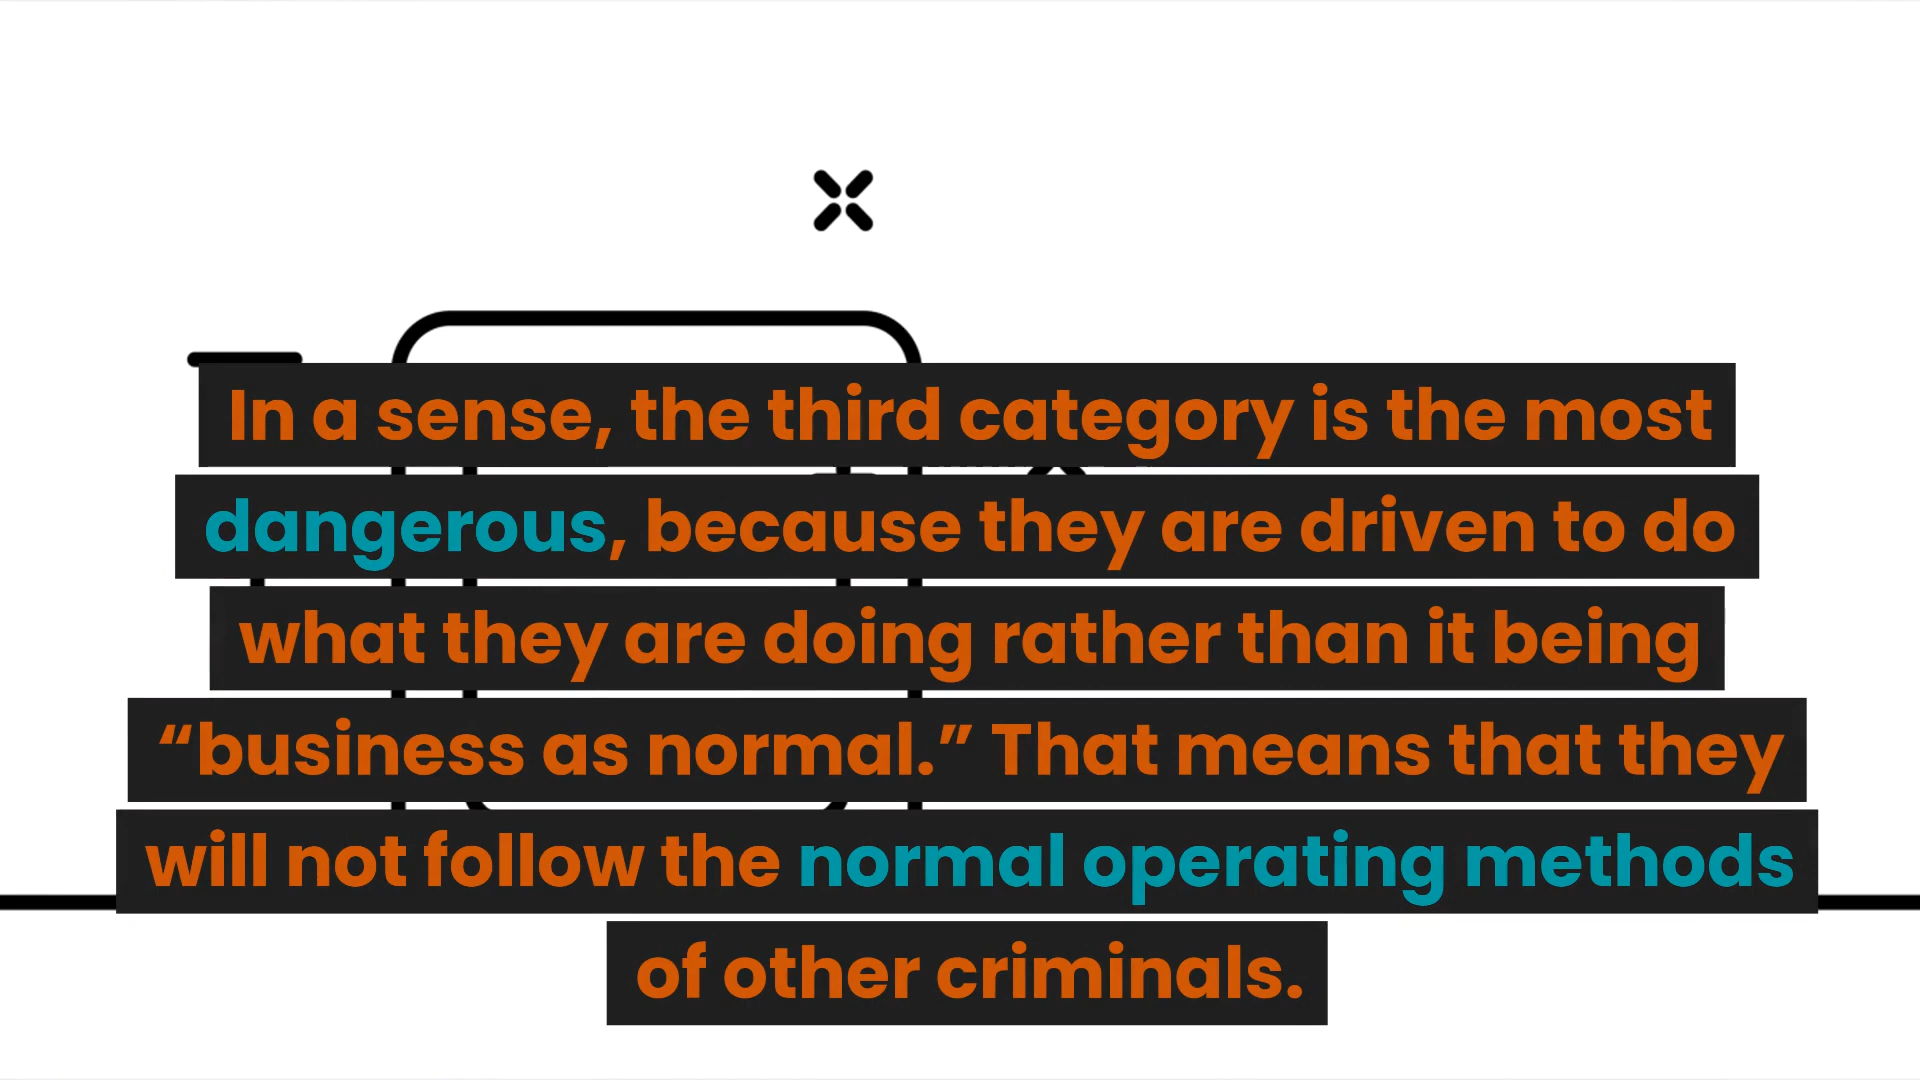 In a sense, the third category is the most
dangerous, because they are driven to do
what they are doing rather than it being
“business as normal.” That means that they
will not follow the normal operating methods
of other criminals.